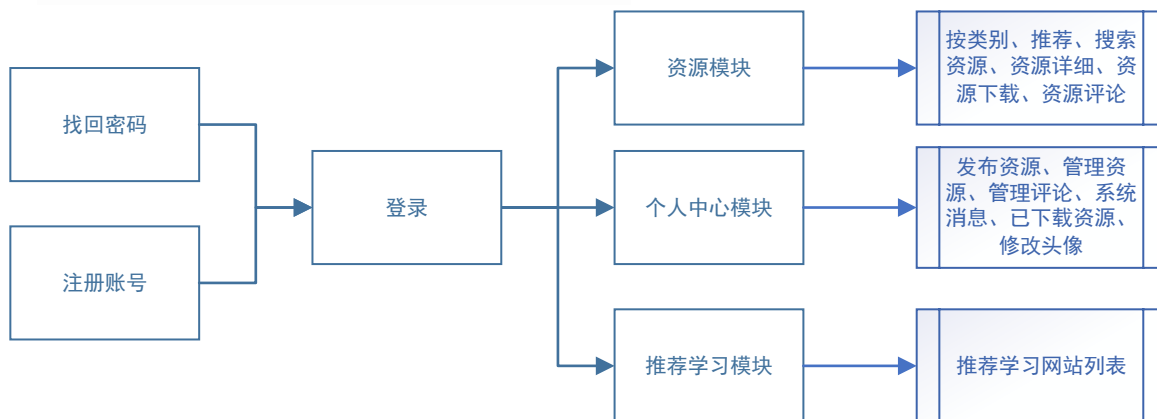 找回密码
注册账号
登录
资源模块
按类别、推荐、搜索
资源、资源详细、资
源下载、资源评论
个人中心模块
发布资源、管理资
源、管理评论、系统
消息、已下载资源、
修改头像
推荐学习模块
推荐学习网站列表